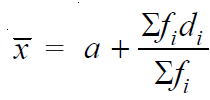 x̅ = a + Σfᵢdᵢ / Σfᵢ